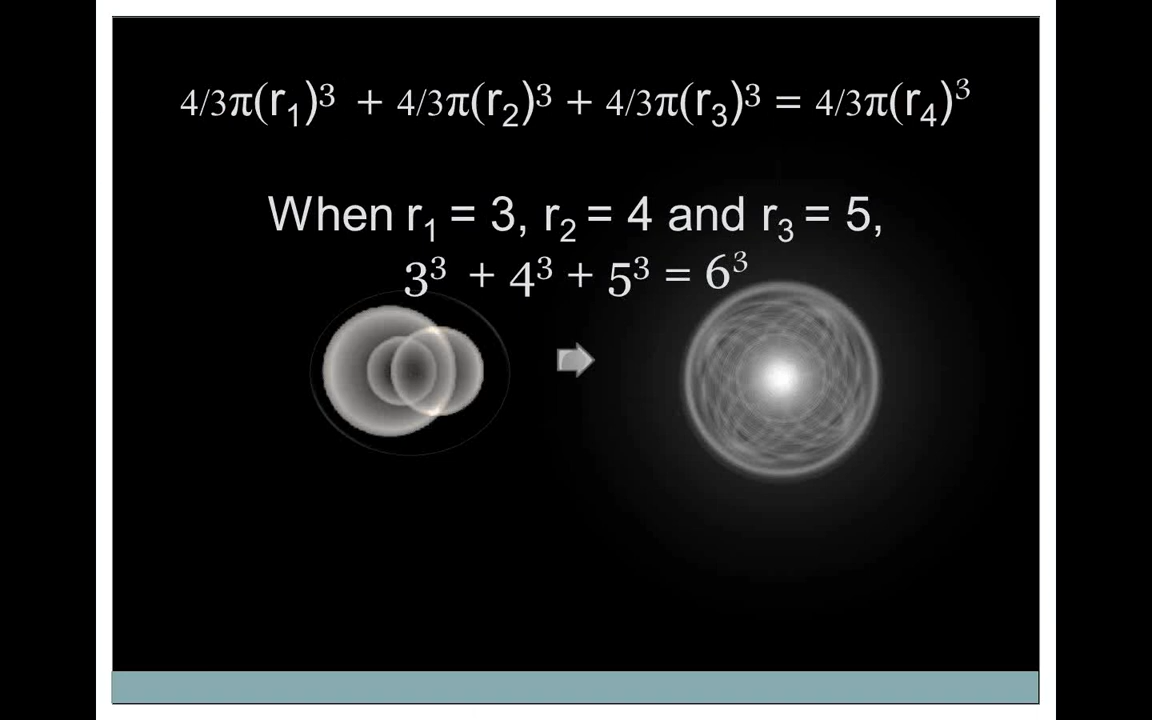 4/3π(r₁)³ + 4/3π(r₂)³ + 4/3π(r₃)³ = 4/3π(r₄)³
When r₁ = 3, r₂ = 4 and r₃ = 5,
3³ + 4³ + 5³ = 6³